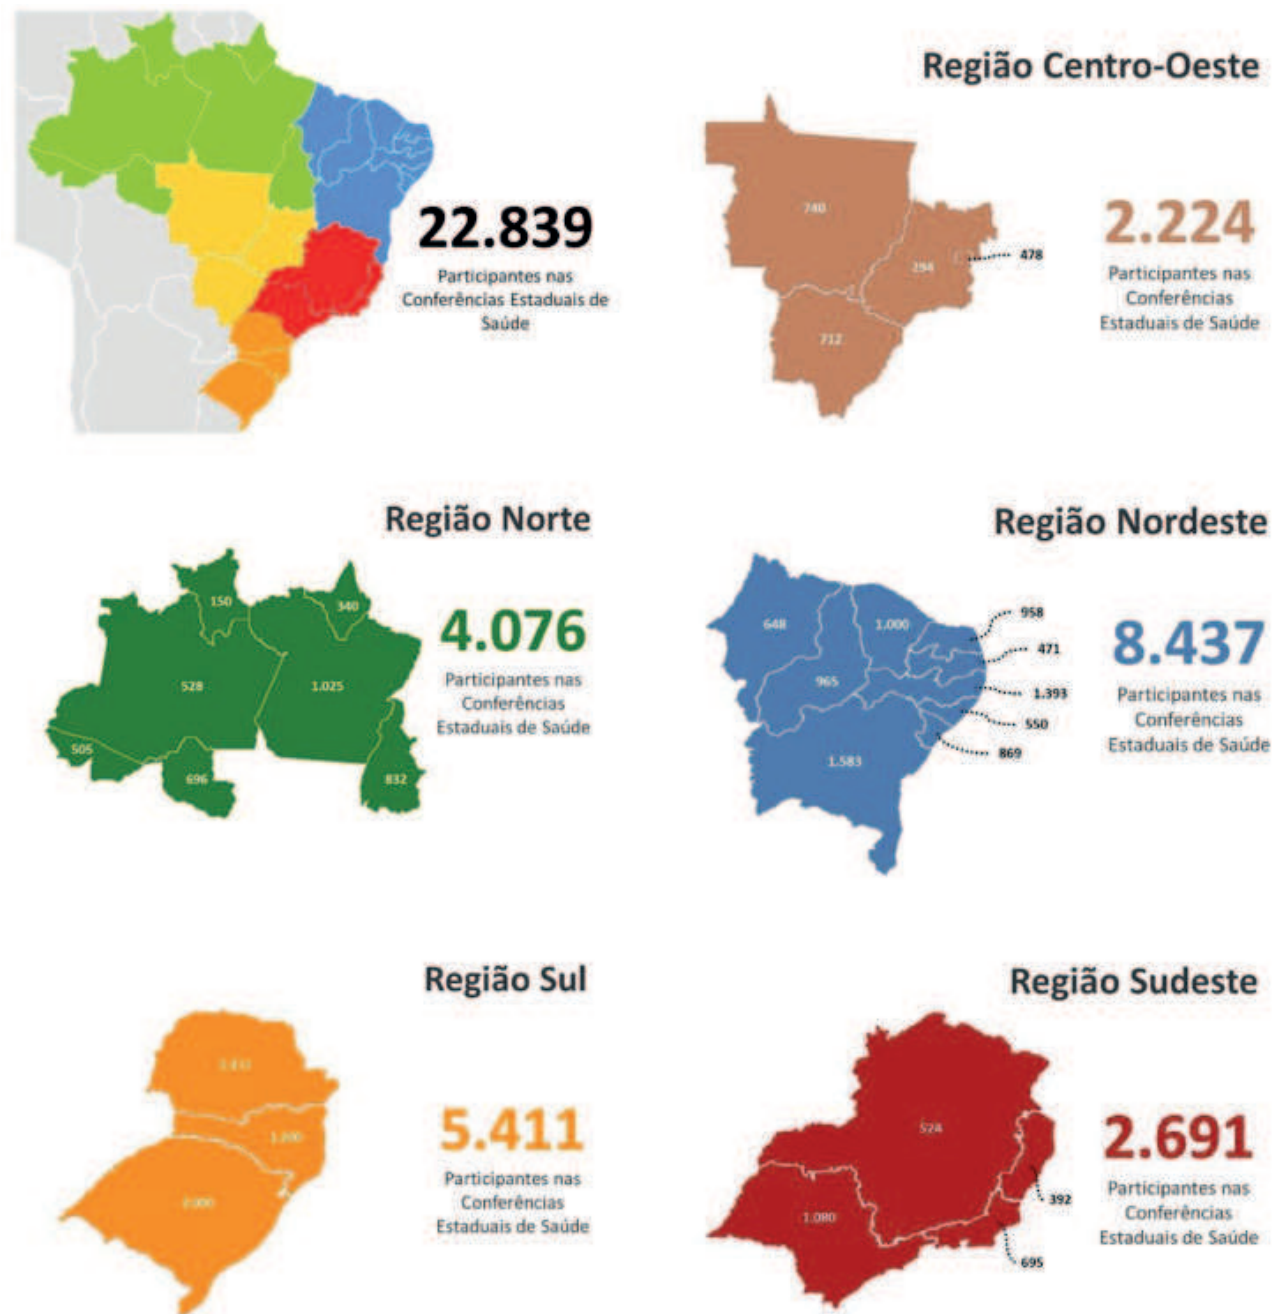 22.839
Participantes nas
Conferências Estaduais de
Saúde
Região Centro-Oeste
740
294
478
712
2.224
Participantes nas
Conferências
Estaduais de Saúde
Região Norte
150
340
528
1.025
505
696
832
4.076
Participantes nas
Conferências
Estaduais de Saúde
Região Nordeste
648
1.000
958
471
965
1.393
550
869
1.583
8.437
Participantes nas
Conferências
Estaduais de Saúde
Região Sul
2.000
5.411
Participantes nas
Conferências
Estaduais de Saúde
Região Sudeste
524
392
1.080
695
2.691
Participantes nas
Conferências
Estaduais de Saúde